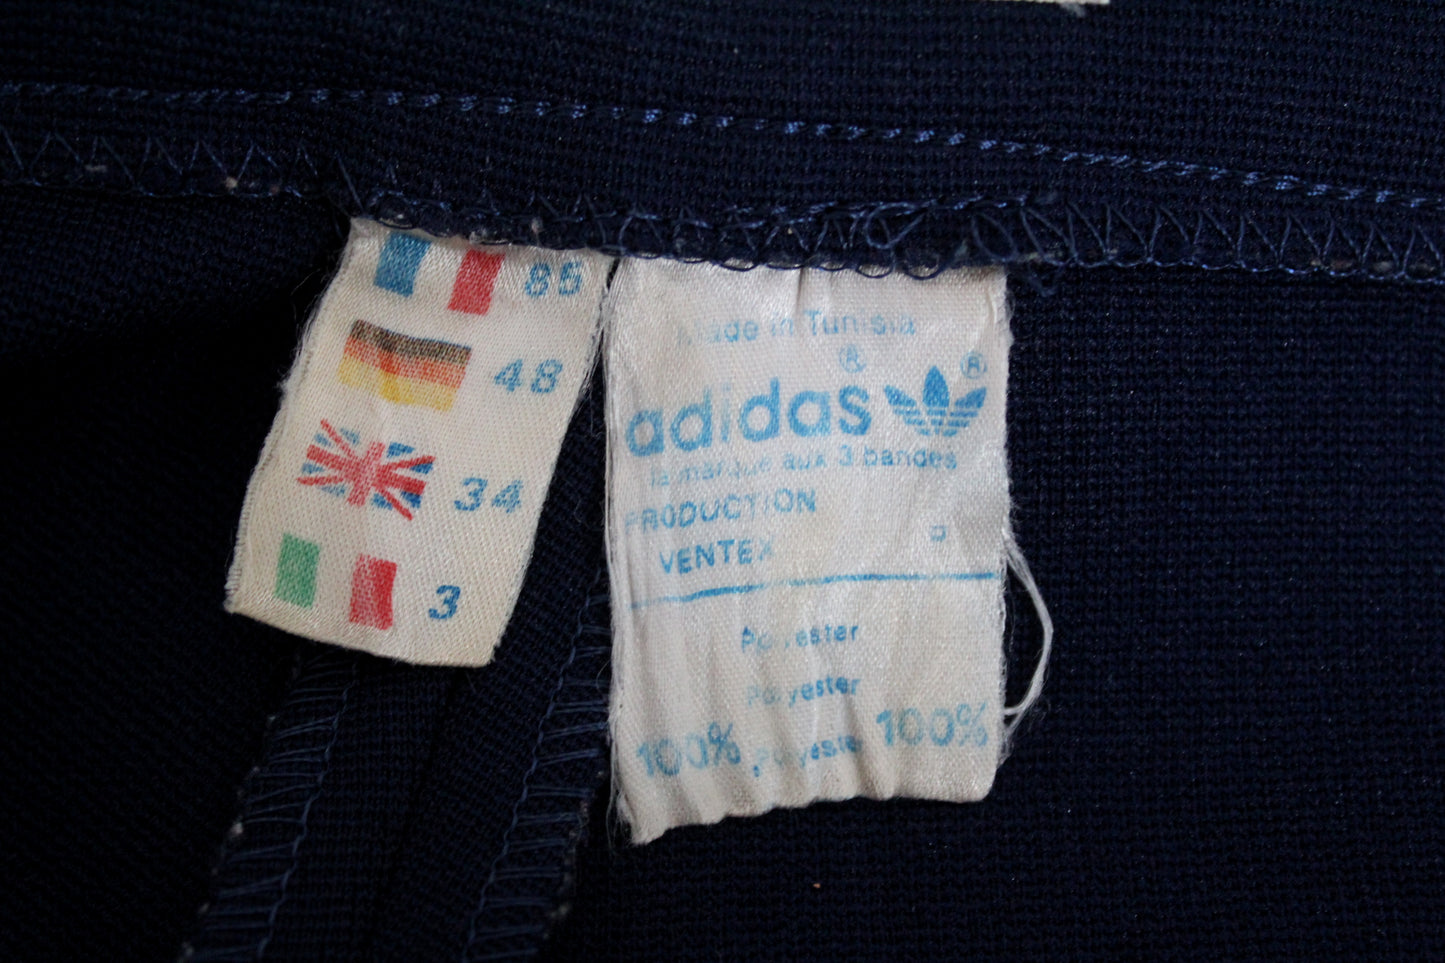 85
48
34
3
Made in Tunisia
®
adidas ®
la marque aux 3 bandes
PRODUCTION
VENTEX
Polyester
Polyester
100% Polyester 100%